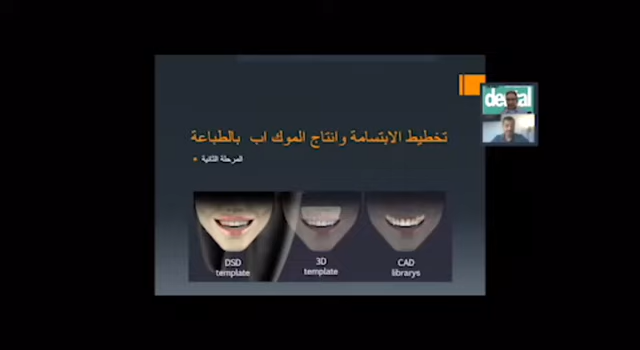 dental
تخطيط الابتسامة وانتاج الموك اب بالطباعة
المرحلة الثانية
DSD
template
3D
template
CAD
librarys